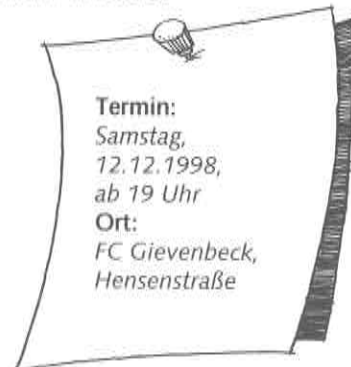 Termin:
Samstag,
12.12.1998,
ab 19 Uhr
Ort:
FC Gievenbeck,
Hensenstraße